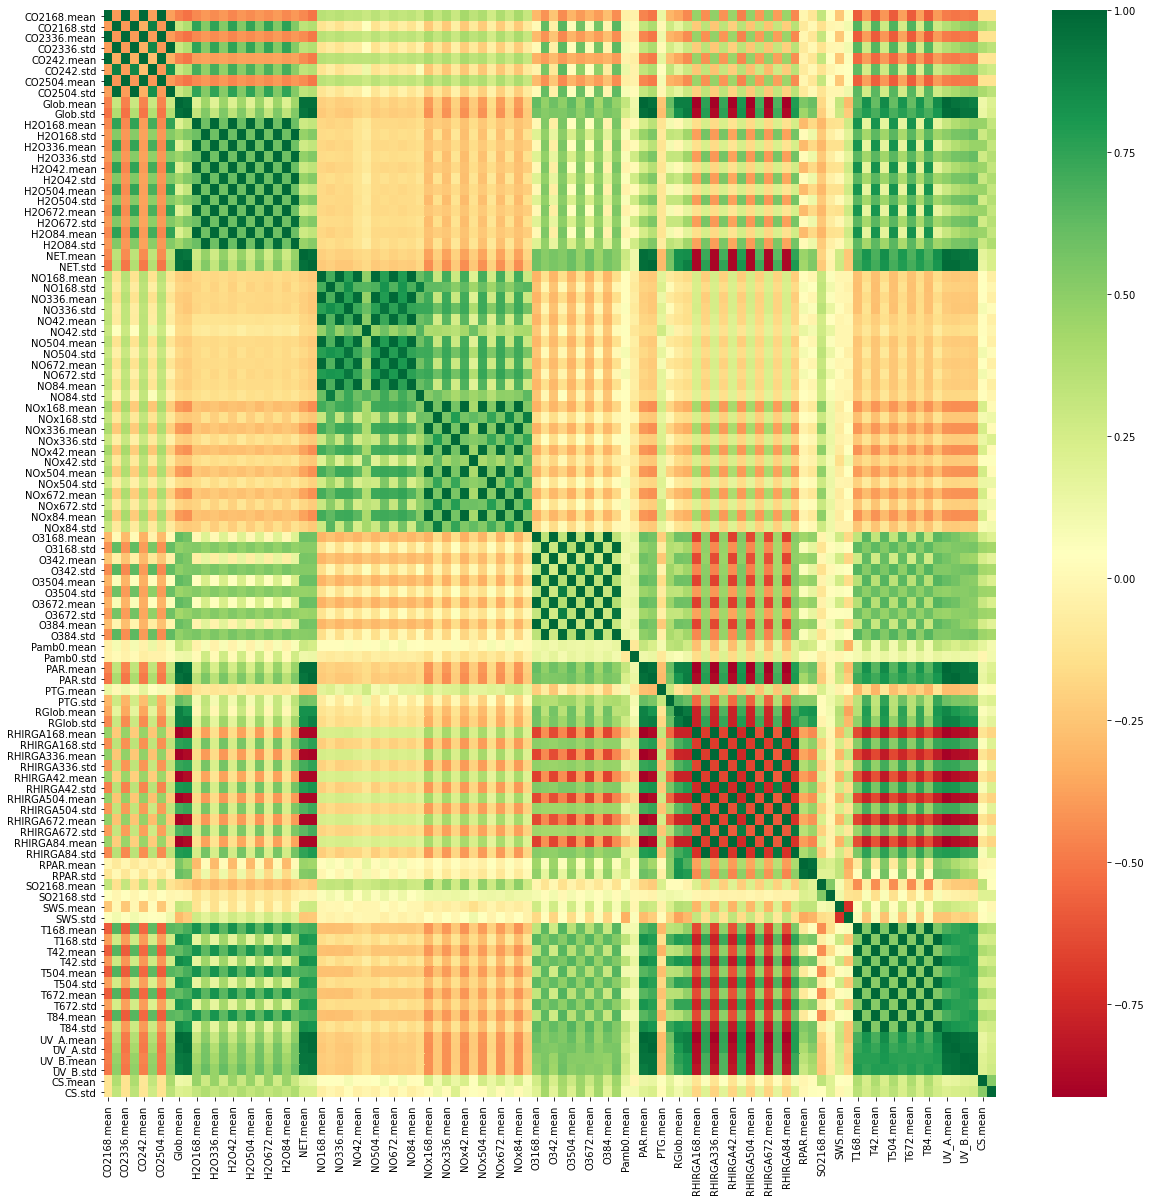 CO2168.mean
CO2168.std
CO2336.mean
CO2336.std
CO242.mean
CO242.std
CO2504.mean
CO2504.std
Glob.mean
Glob.std
H2O168.mean
H2O168.std
H2O336.mean
H2O336.std
H2O42.mean
H2O42.std
H2O504.mean
H2O504.std
H2O672.mean
H2O672.std
H2O84.mean
H2O84.std
NET.mean
NET.std
NO168.mean
NO168.std
NO336.mean
NO336.std
NO42.mean
NO42.std
NO504.mean
NO504.std
NO672.mean
NO672.std
NO84.mean
NO84.std
NOx168.mean
NOx168.std
NOx336.mean
NOx336.std
NOx42.mean
NOx42.std
NOx504.mean
NOx504.std
NOx672.mean
NOx672.std
NOx84.mean
NOx84.std
O3168.mean
O3168.std
O342.mean
O342.std
O3504.mean
O3504.std
O3672.mean
O3672.std
O384.mean
O384.std
Pamb0.mean
Pamb0.std
PAR.mean
PAR.std
PTG.mean
PTG.std
RGlob.mean
RGlob.std
RHIRGA168.mean
RHIRGA168.std
RHIRGA336.mean
RHIRGA336.std
RHIRGA42.mean
RHIRGA42.std
RHIRGA504.mean
RHIRGA504.std
RHIRGA672.mean
RHIRGA672.std
RHIRGA84.mean
RHIRGA84.std
RPAR.mean
RPAR.std
SO2168.mean
SO2168.std
SWS.mean
SWS.std
T168.mean
T168.std
T42.mean
T42.std
T504.mean
T504.std
T672.mean
T672.std
T84.mean
T84.std
UV_A.mean
UV_A.std
UV_B.mean
UV_B.std
CS.mean
CS.std
CO2168.mean
CO2336.mean
CO242.mean
CO2504.mean
Glob.mean
H2O168.mean
H2O336.mean
H2O42.mean
H2O504.mean
H2O672.mean
H2O84.mean
NET.mean
NO168.mean
NO336.mean
NO42.mean
NO504.mean
NO672.mean
NO84.mean
NOx168.mean
NOx336.mean
NOx42.mean
NOx504.mean
NOx672.mean
NOx84.mean
O3168.mean
O342.mean
O3504.mean
O3672.mean
O384.mean
Pamb0.mean
PAR.mean
PTG.mean
RGlob.mean
RHIRGA168.mean
RHIRGA336.mean
RHIRGA42.mean
RHIRGA504.mean
RHIRGA672.mean
RHIRGA84.mean
RPAR.mean
SO2168.mean
SWS.mean
T168.mean
T42.mean
T504.mean
T672.mean
T84.mean
UV_A.mean
UV_B.mean
CS.mean
1.00
0.75
0.50
0.25
0.00
−0.25
−0.50
−0.75